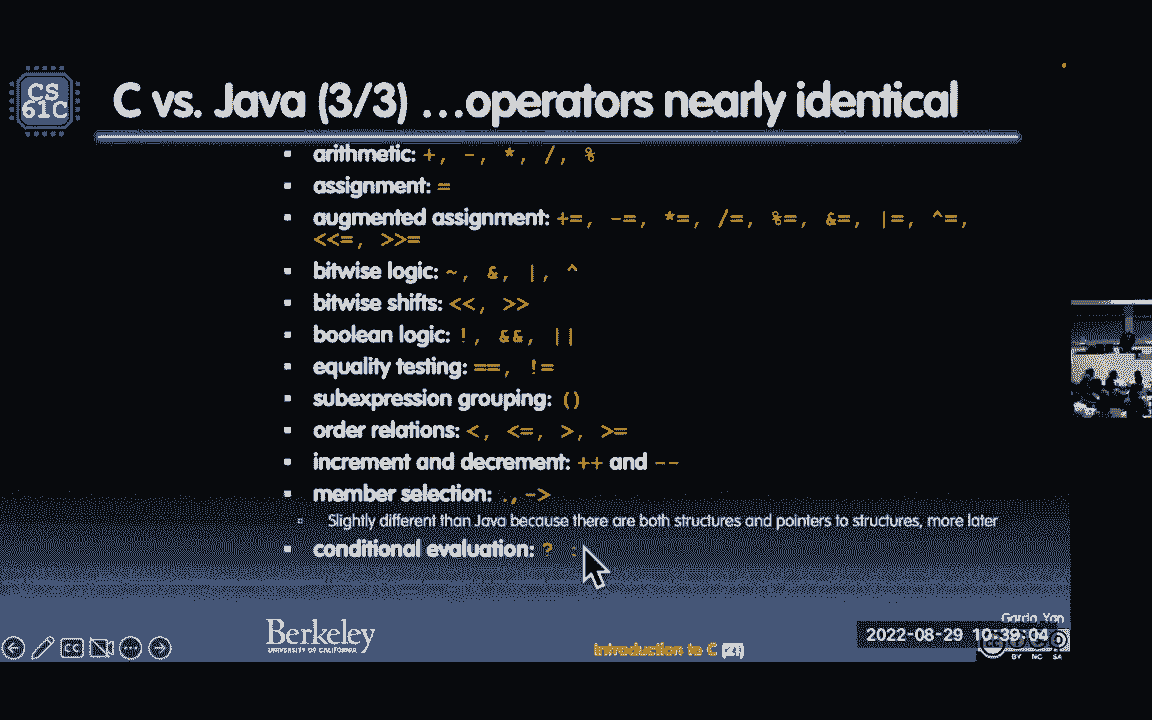 CS
61C
C vs. Java (3/3) …operators nearly identical
▪ arithmetic: +, -, *, /, %
▪ assignment: =
▪ augmented assignment: +=, -=, *=, /=, %=, &=, |=, ^=,
<<=, >>=
▪ bitwise logic: ~, &, |, ^
▪ bitwise shifts: <<, >>
▪ boolean logic: !, &&, ||
▪ equality testing: ==, !=
▪ subexpression grouping: ()
▪ order relations: <, <=, >, >=
▪ increment and decrement: ++ and --
▪ member selection: ., ->
▫ Slightly different than Java because there are both structures and pointers to structures, more later
▪ conditional evaluation: ? :
Berkeley
UNIVERSITY OF CALIFORNIA
Introduction to C (21)
Yan
2022-08-29 10:39:04
CC
cc
BY NC SA